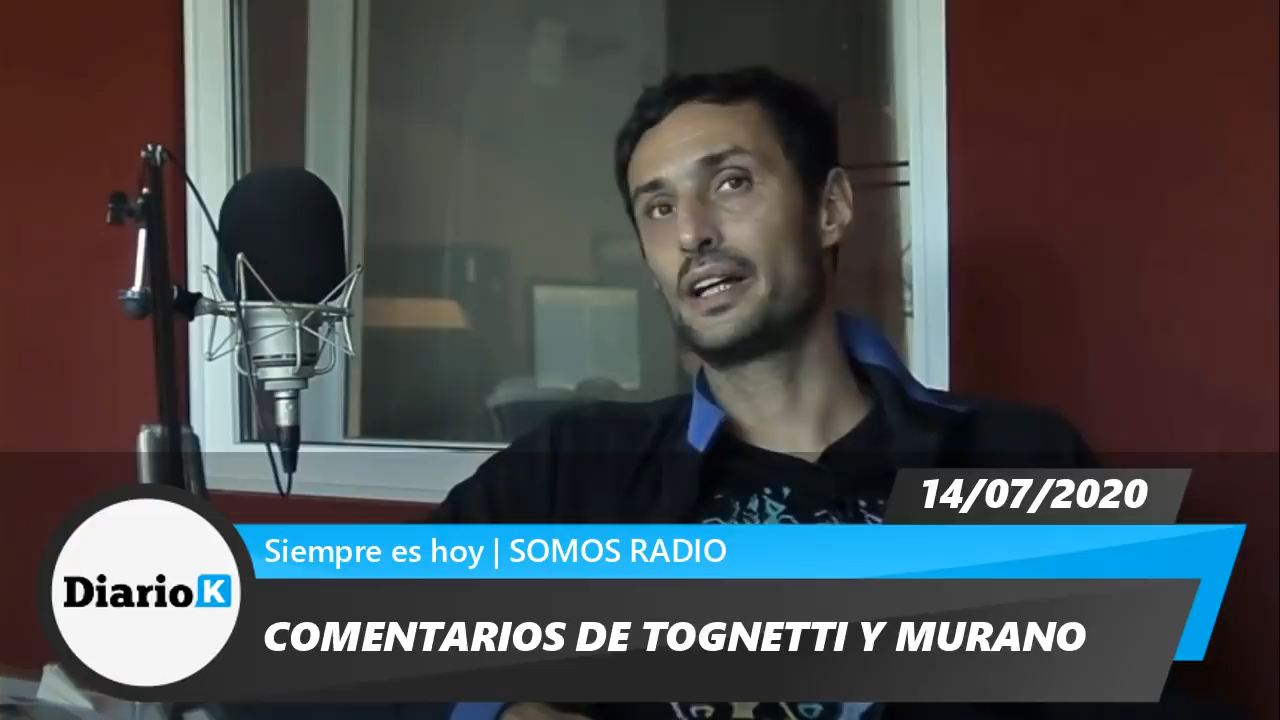 14/07/2020
Siempre es hoy | SOMOS RADIO
DiarioK
COMENTARIOS DE TOGNETTI Y MURANO